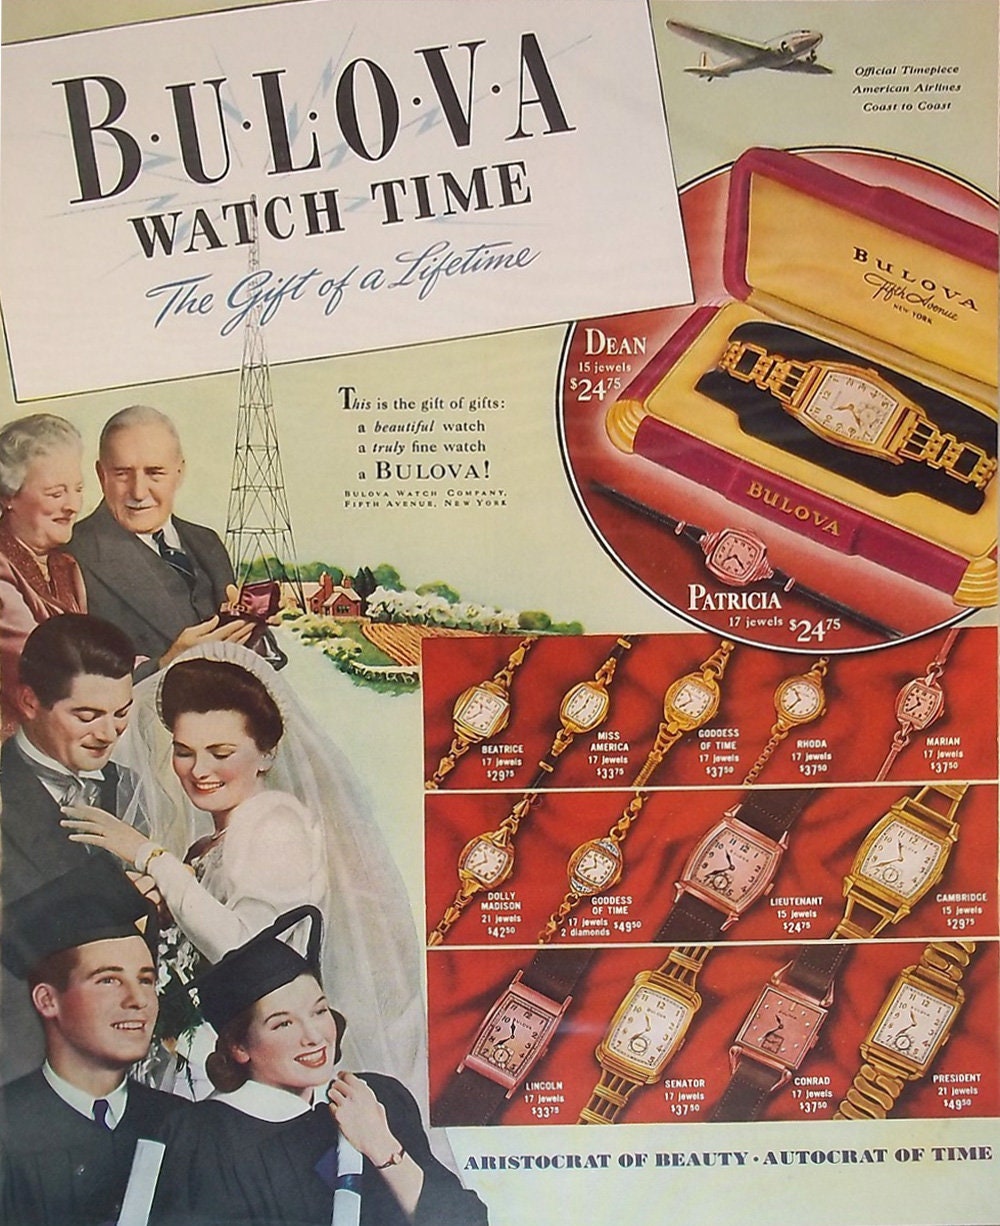 B·U·L·O·V·A
WATCH TIME
The Gift of a Lifetime
Official Timepiece
American Airlines
Coast to Coast
BULOVA
Fifth Avenue
NEW YORK
DEAN
15 jewels
$24 75
BULOVA
PATRICIA
17 jewels $24 75
This is the gift of gifts:
a beautiful watch
a truly fine watch
a BULOVA!
BULOVA WATCH COMPANY,
FIFTH AVENUE, NEW YORK
BEATRICE
17 jewels
$29 75
MISS
AMERICA
17 jewels
$33 75
GODDESS
OF TIME
17 jewels
$37 50
RHODA
17 jewels
$37 50
MARIAN
17 jewels
$37 50
DOLLY
MADISON
21 jewels
$42 50
GODDESS
OF TIME
17 jewels
2 diamonds $49 50
LIEUTENANT
15 jewels
$24 75
CAMBRIDGE
15 jewels
$29 75
LINCOLN
17 jewels
$33 75
SENATOR
17 jewels
$37 50
CONRAD
17 jewels
$37 50
PRESIDENT
21 jewels
$49 50
ARISTOCRAT OF BEAUTY · AUTOCRAT OF TIME